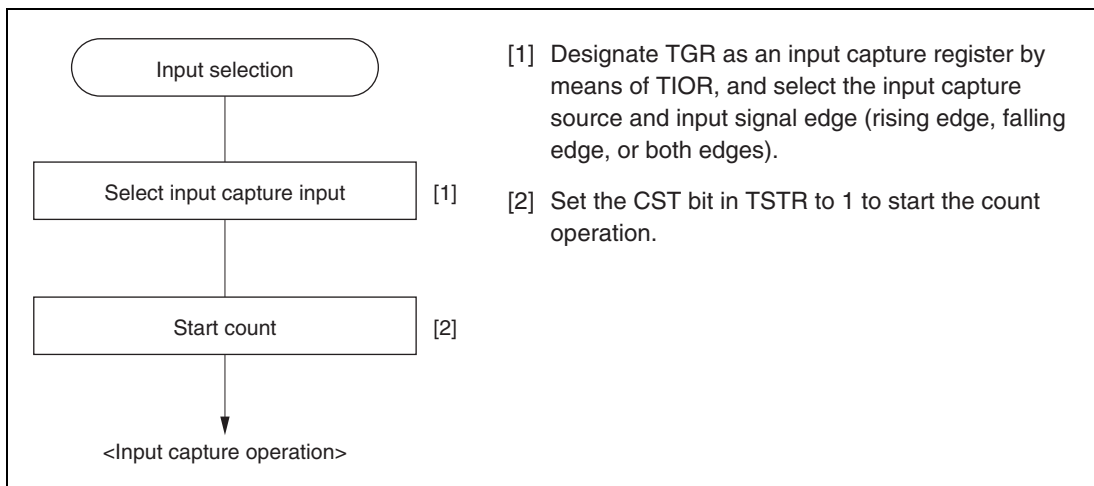 Input selection
Select input capture input
[1]
Start count
[2]
<Input capture operation>
[1] Designate TGR as an input capture register by
means of TIOR, and select the input capture
source and input signal edge (rising edge, falling
edge, or both edges).
[2] Set the CST bit in TSTR to 1 to start the count
operation.